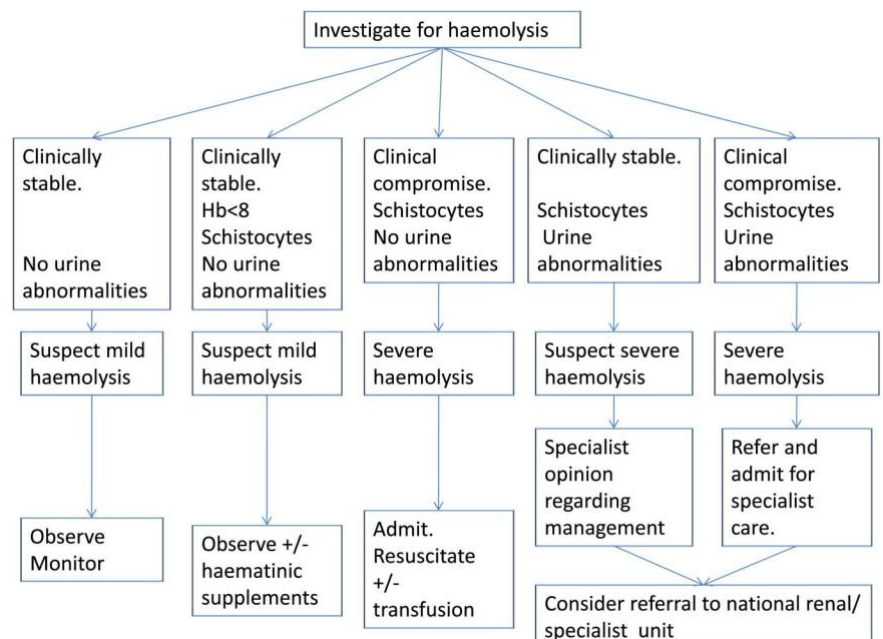 Investigate for haemolysis
Clinically
stable.
No urine
abnormalities
Clinically
stable.
Hb<8
Schistocytes
No urine
abnormalities
Clinical
compromise.
Schistocytes
No urine
abnormalities
Clinically stable.
Schistocytes
Urine
abnormalities
Clinical
compromise.
Schistocytes
Urine
abnormalities
Suspect mild
haemolysis
Suspect mild
haemolysis
Severe
haemolysis
Suspect severe
haemolysis
Severe
haemolysis
Observe
Monitor
Observe +/-
haematinic
supplements
Admit.
Resuscitate
+/-
transfusion
Specialist
opinion
regarding
management
Refer and
admit for
specialist
care.
Consider referral to national renal/
specialist unit